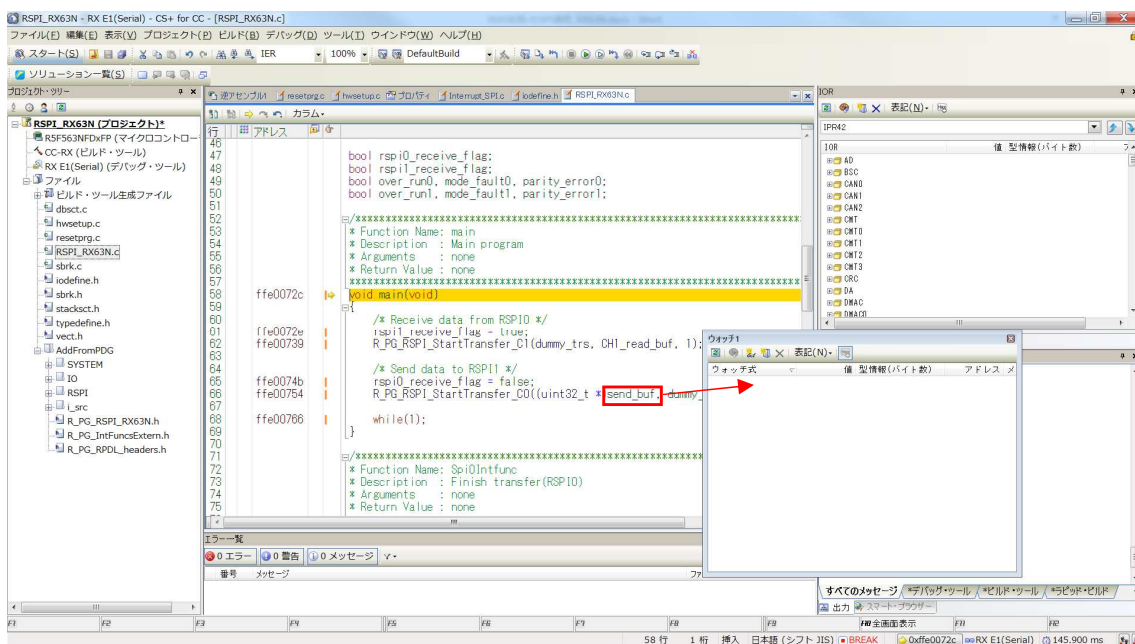 RSPI_RX63N - RX E1(Serial) - CS+ for CC - [RSPI_RX63N.c]
ファイル(F) 編集(E) 表示(V) プロジェクト(P) ビルド(B) デバッグ(D) ツール(T) ウインドウ(W) ヘルプ(H)
スタート(S) IER 100% DefaultBuild
ソリューション一覧(S)
プロジェクト・ツリー
RSPI_RX63N (プロジェクト)*
R5F563NFDxFP (マイクロコントロー
CC-RX (ビルド・ツール)
RX E1(Serial) (デバッグ・ツール)
ファイル
ビルド・ツール生成ファイル
dbsct.c
hwsetup.c
resetprg.c
RSPI_RX63N.c
sbrk.c
iodefine.h
sbrk.h
stacksct.h
typedefine.h
vect.h
AddFromPDG
SYSTEM
IO
RSPI
i_src
R_PG_RSPI_RX63N.h
R_PG_IntFuncsExtern.h
R_PG_RPDL_headers.h
逆アセンブル1 resetprg.c hwsetup.c プロパティ Interrupt_SPI.c iodefine.h RSPI_RX63N.c
カラム
行 アドレス
46
47 bool rspi0_receive_flag;
48 bool rspi1_receive_flag;
49 bool over_run0, mode_fault0, parity_error0;
50 bool over_run1, mode_fault1, parity_error1;
51
52 /***********************************************************************
53 * Function Name: main
54 * Description : Main program
55 * Arguments : none
56 * Return Value : none
57 ***********************************************************************
58 ffe0072c void main(void)
59 {
60 /* Receive data from RSPI0 */
61 ffe0072e rspi1_receive_flag = true;
62 ffe00739 R_PG_RSPI_StartTransfer_C1(dummy_trs, CH1_read_buf, 1);
63
64 /* Send data to RSPI1 */
65 ffe0074b rspi0_receive_flag = false;
66 ffe00754 R_PG_RSPI_StartTransfer_C0((uint32_t * send_buf, dummy_
67
68 ffe00766 while(1);
69 }
70
71 /*****************************************************
72 * Function Name: Spi0Intfunc
73 * Description : Finish transfer(RSPI0)
74 * Arguments : none
75 * Return Value : none
エラー一覧
0 エラー 0 警告 0 メッセージ
番号 メッセージ
IOR
表記(N)
IPR42
IOR 値 型情報(バイト数)
AD
BSC
CAN0
CAN1
CAN2
CMT
CMT0
CMT1
CMT2
CMT3
CRC
DA
DMAC
DMAC0
ウォッチ1
表記(N)
ウォッチ式 値 型情報(バイト数) アドレス メ
すべてのメッセージ *デバッグ・ツール *ビルド・ツール *ラピッド・ビルド
出力 スマート・ブラウザー
F1 F2 F3 F4 F5 F6 F7 F8 F9 F10 全画面表示 F11 F12
58 行 1 桁 挿入 日本語 (シフト JIS) BREAK 0xffe0072c RX E1(Serial) 145.900 ms